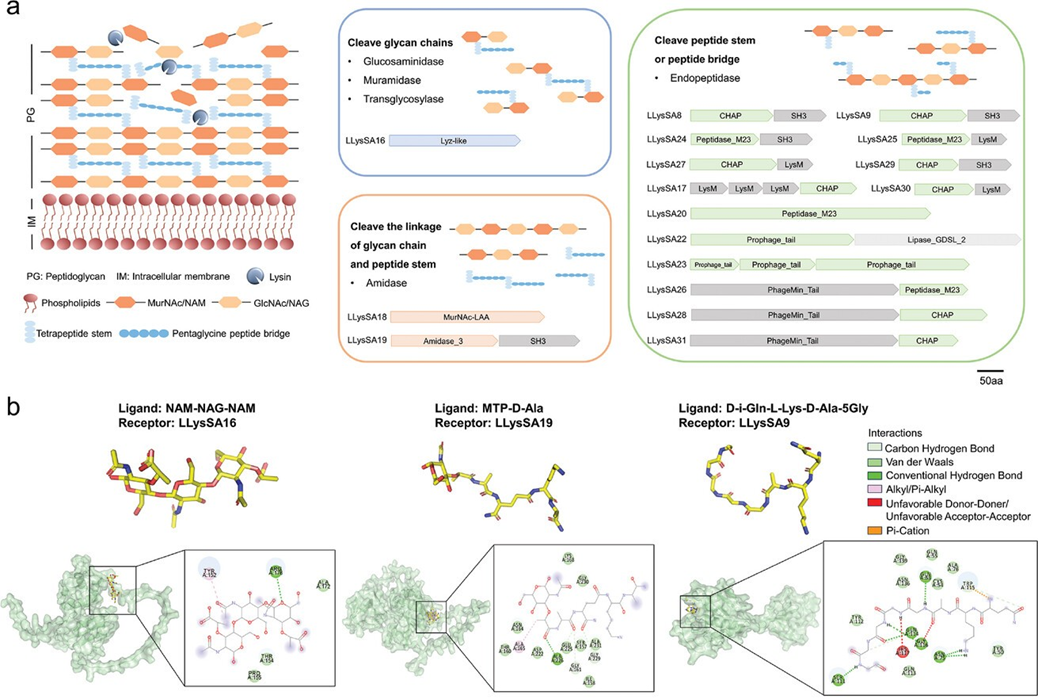 a
PG
IM
PG: Peptidoglycan IM: Intracellular membrane Lysin
Phospholipids MurNAc/NAM GlcNAc/NAG
Tetrapeptide stem Pentaglycine peptide bridge
Cleave glycan chains
• Glucosaminidase
• Muramidase
• Transglycosylase
LLysSA16 Lyz-like
Cleave the linkage
of glycan chain
and peptide stem
• Amidase
LLysSA18 MurNAc-LAA
LLysSA19 Amidase_3 SH3
Cleave peptide stem
or peptide bridge
• Endopeptidase
LLysSA8 CHAP SH3 LLysSA9 CHAP SH3
LLysSA24 Peptidase_M23 SH3 LLysSA25 Peptidase_M23 LysM
LLysSA27 CHAP LysM LLysSA29 CHAP SH3
LLysSA17 LysM LysM LysM CHAP LLysSA30 CHAP LysM
LLysSA20 Peptidase_M23
LLysSA22 Prophage_tail Lipase_GDSL_2
LLysSA23 Prophage_tail Prophage_tail Prophage_tail
LLysSA26 PhageMin_Tail Peptidase_M23
LLysSA28 PhageMin_Tail CHAP
LLysSA31 PhageMin_Tail CHAP
50aa
b
Ligand: NAM-NAG-NAM
Receptor: LLysSA16
Ligand: MTP-D-Ala
Receptor: LLysSA19
Ligand: D-i-Gln-L-Lys-D-Ala-5Gly
Receptor: LLysSA9
Interactions
Carbon Hydrogen Bond
Van der Waals
Conventional Hydrogen Bond
Alkyl/Pi-Alkyl
Unfavorable Donor-Doner/
Unfavorable Acceptor-Acceptor
Pi-Cation
TYR
A:152
ALA
A:172
THR
A:154
PRO
A:155